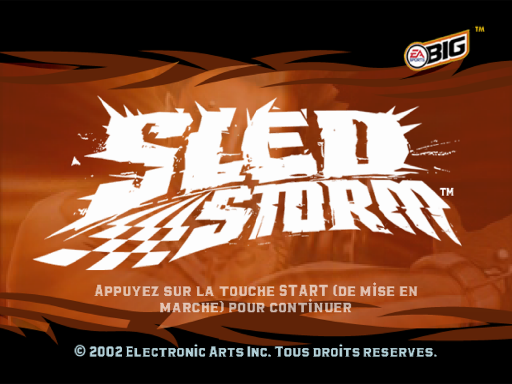 EA SPORTS BIG™
SLED
STORM™
APPUYEZ SUR LA TOUCHE START (DE MISE EN
MARCHE) POUR CONTINUER
© 2002 ELECTRONIC ARTS INC. TOUS DROITS RESERVES.